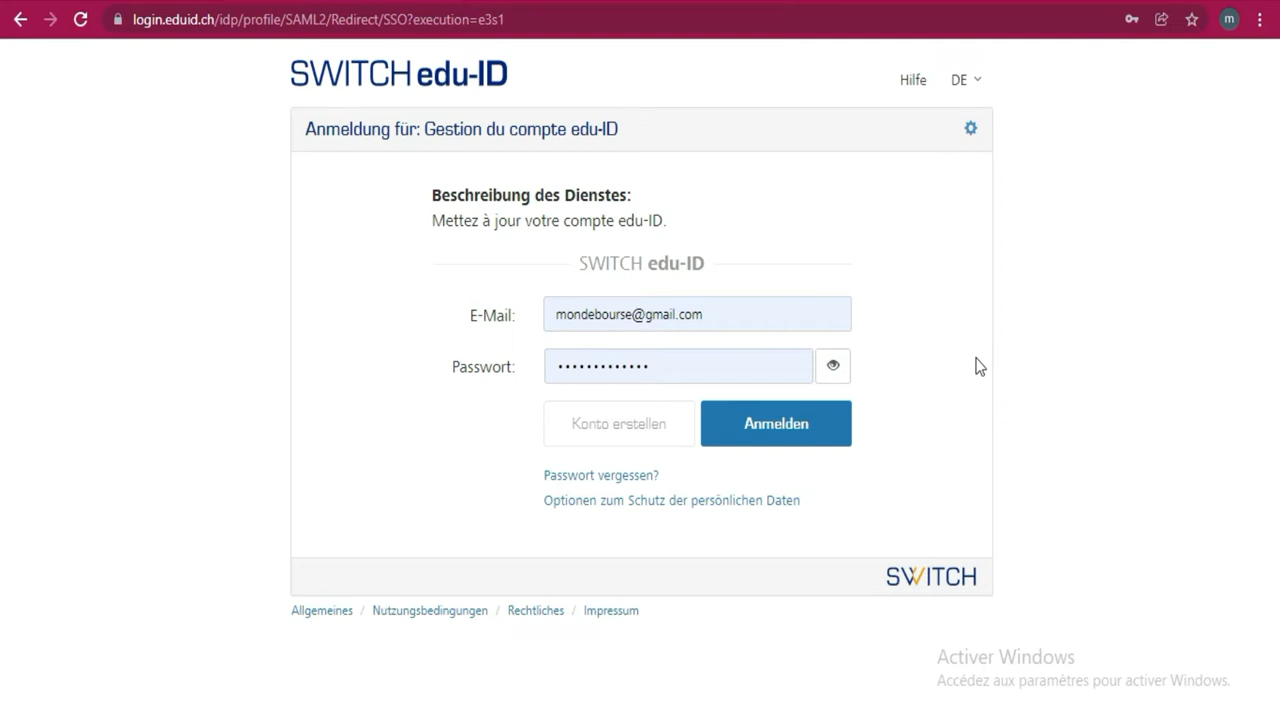 login.eduid.ch/idp/profile/SAML2/Redirect/SSO?execution=e3s1
m
SWITCH edu-ID
Hilfe
DE
Anmeldung für: Gestion du compte edu-ID
Beschreibung des Dienstes:
Mettez à jour votre compte edu-ID.
SWITCH edu-ID
E-Mail: mondebourse@gmail.com
Passwort: •••••••••••••
Konto erstellen
Anmelden
Passwort vergessen?
Optionen zum Schutz der persönlichen Daten
SWITCH
Allgemeines / Nutzungsbedingungen / Rechtliches / Impressum
Activer Windows
Accédez aux paramètres pour activer Windows.